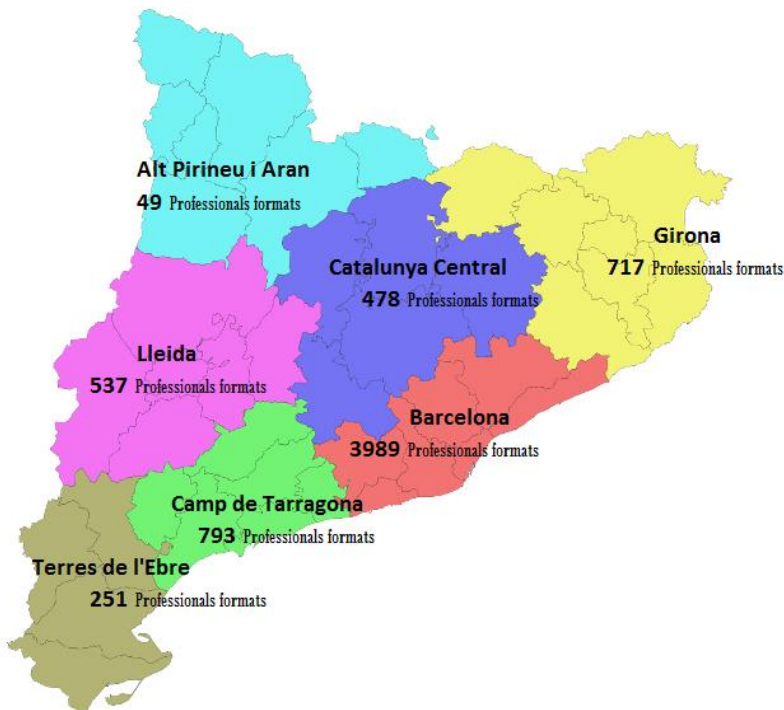 Alt Pirineu i Aran
49 Professionals formats
Girona
717 Professionals formats
Catalunya Central
478 Professionals formats
Lleida
537 Professionals formats
Barcelona
3989 Professionals formats
Camp de Tarragona
793 Professionals formats
Terres de l'Ebre
251 Professionals formats